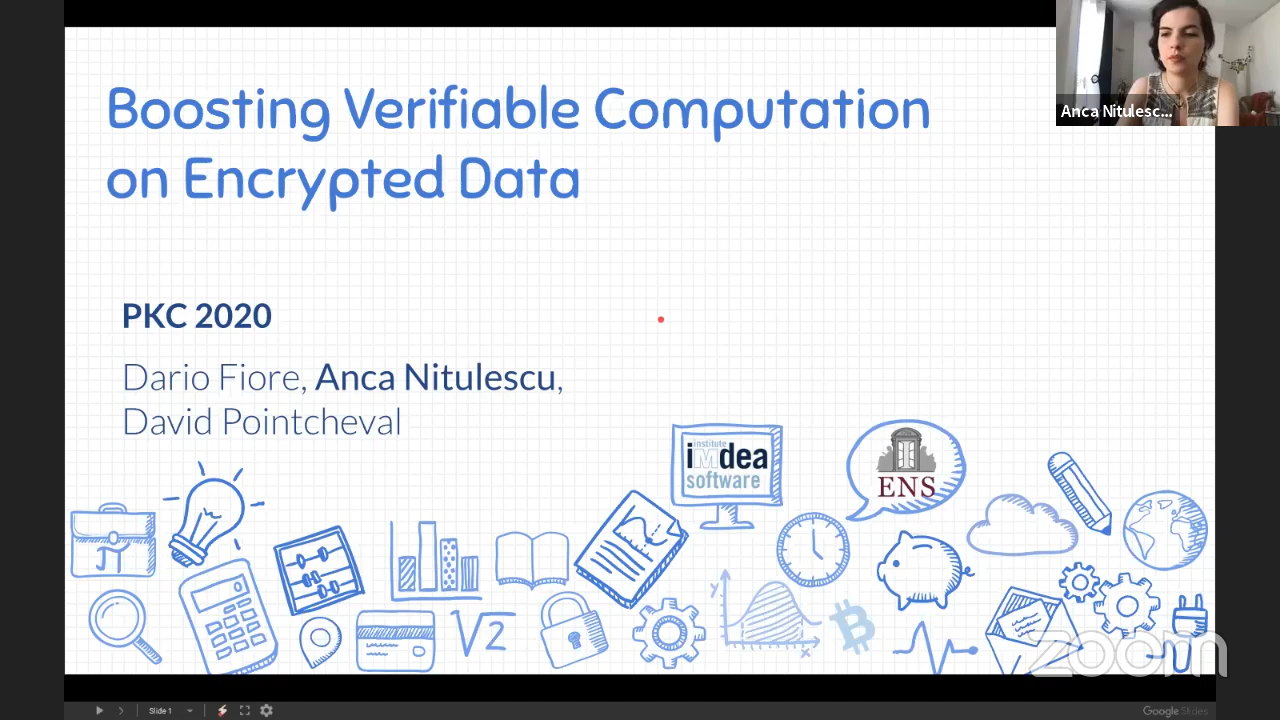 Boosting Verifiable Computation
on Encrypted Data
Anca Nitulesc...
PKC 2020
Dario Fiore, Anca Nitulescu,
David Pointcheval
institute
imdea
software
ENS
π
√2
y
x
zoom
Slide 1
Google Slides